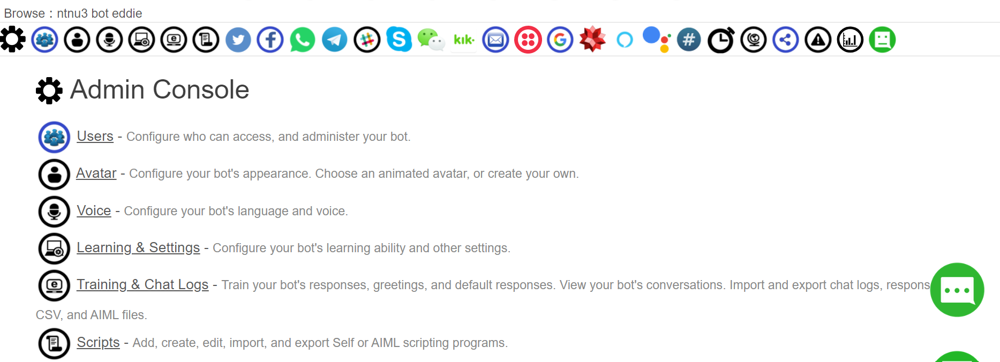 Browse : ntnu3 bot eddie
kik·
Admin Console
Users - Configure who can access, and administer your bot.
Avatar - Configure your bot's appearance. Choose an animated avatar, or create your own.
Voice - Configure your bot's language and voice.
Learning & Settings - Configure your bot's learning ability and other settings.
Training & Chat Logs - Train your bot's responses, greetings, and default responses. View your bot's conversations. Import and export chat logs, respons
CSV, and AIML files.
Scripts - Add, create, edit, import, and export Self or AIML scripting programs.